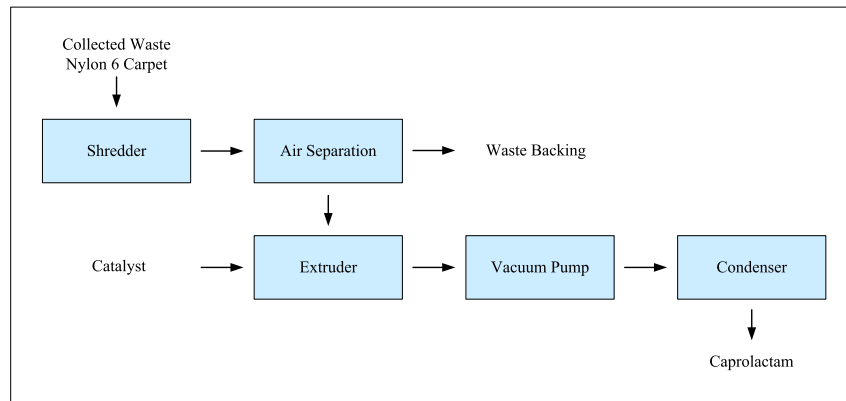 Collected Waste
Nylon 6 Carpet
Shredder
Air Separation
Waste Backing
Catalyst
Extruder
Vacuum Pump
Condenser
Caprolactam